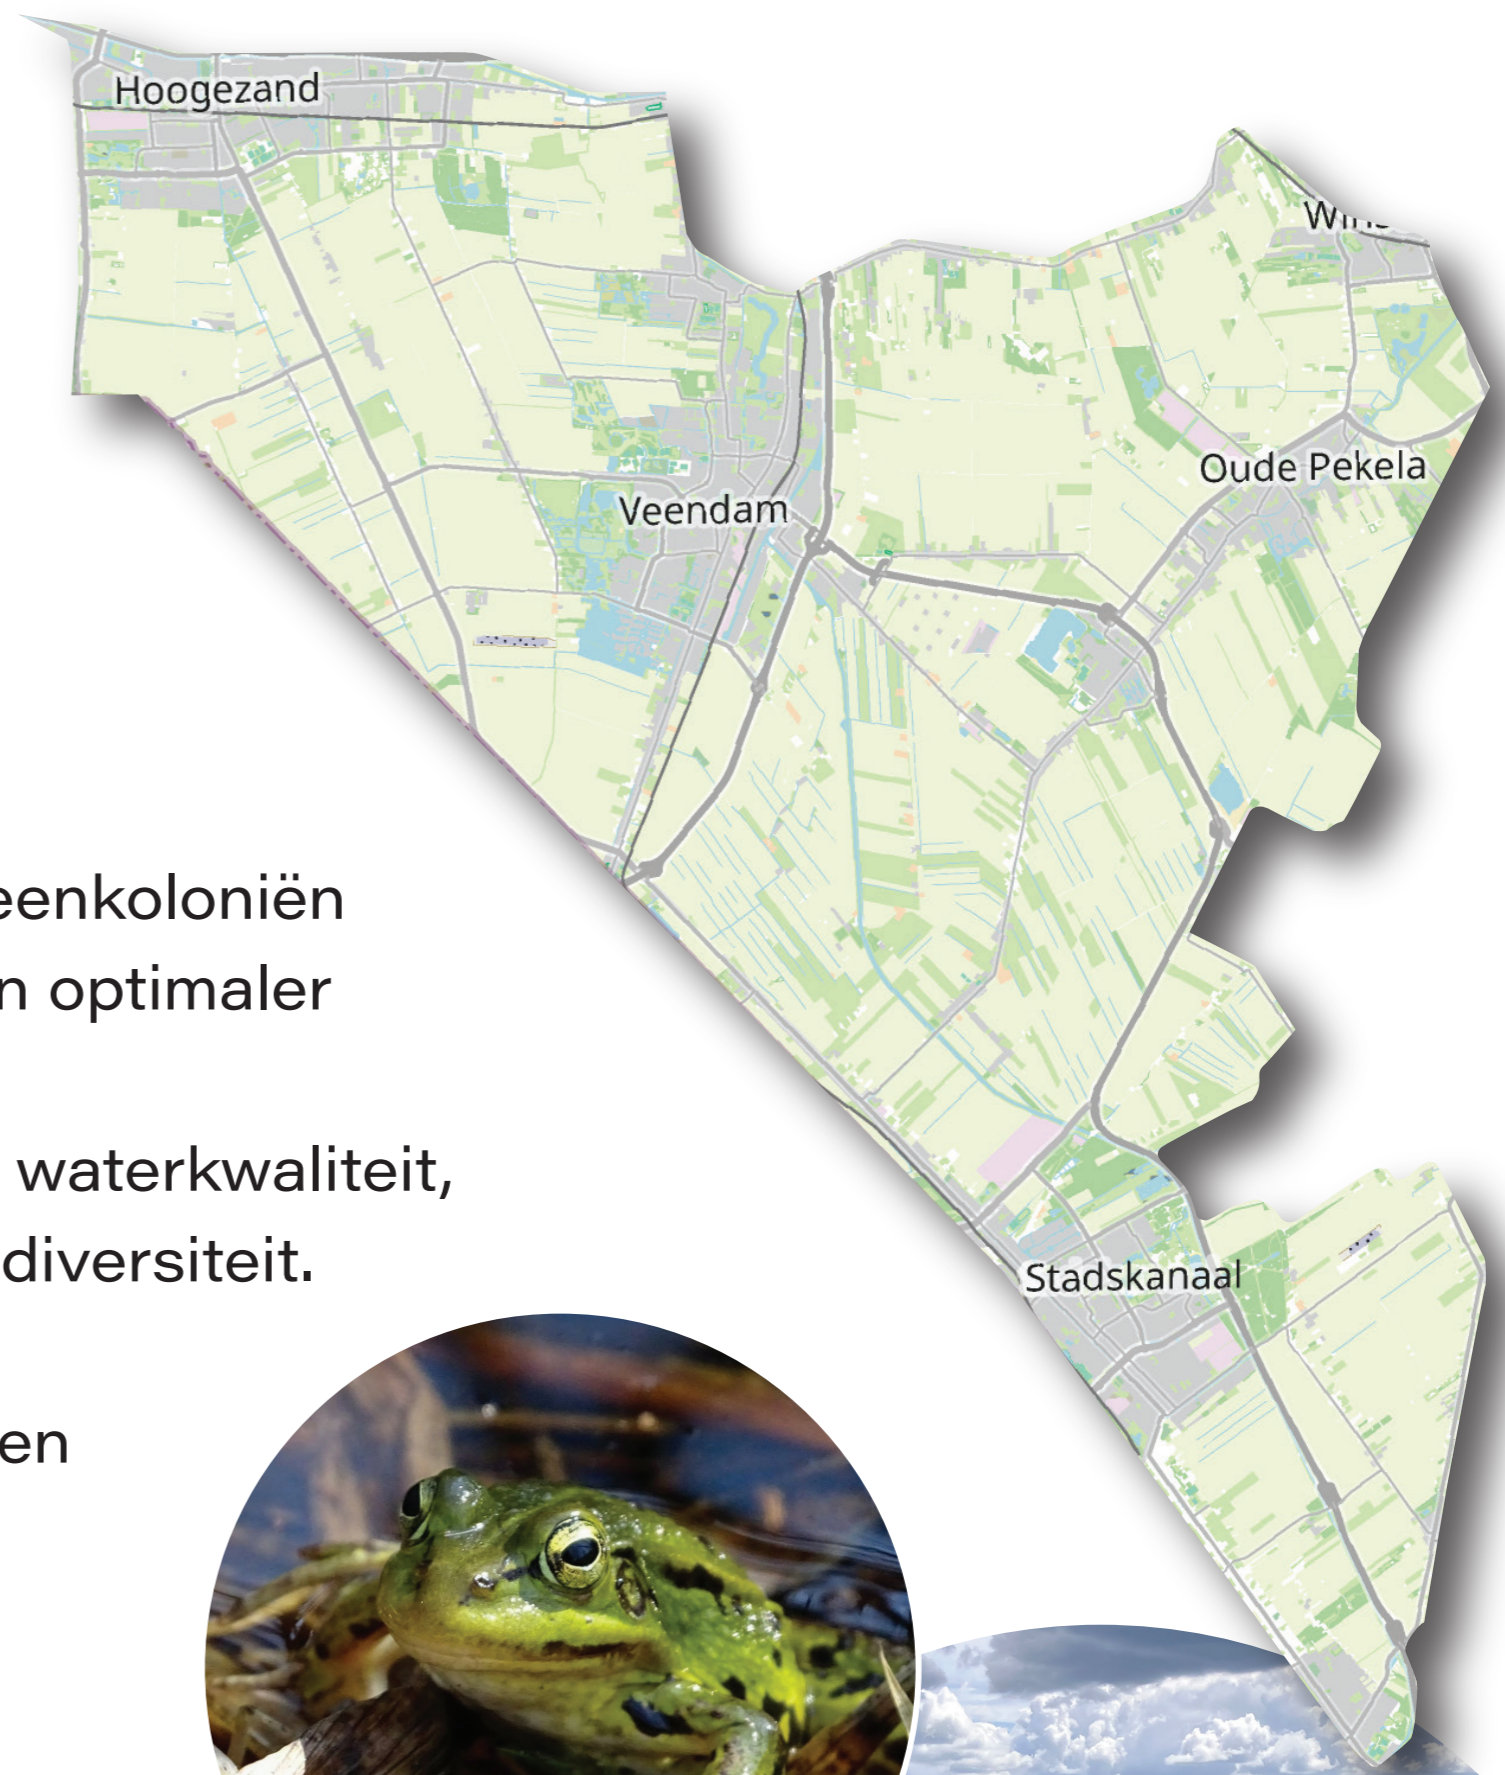 Hoogezand
Oude Pekela
Veendam
eenkoloniën
n optimaler
waterkwaliteit,
diversiteit.
Stadskanaal
en